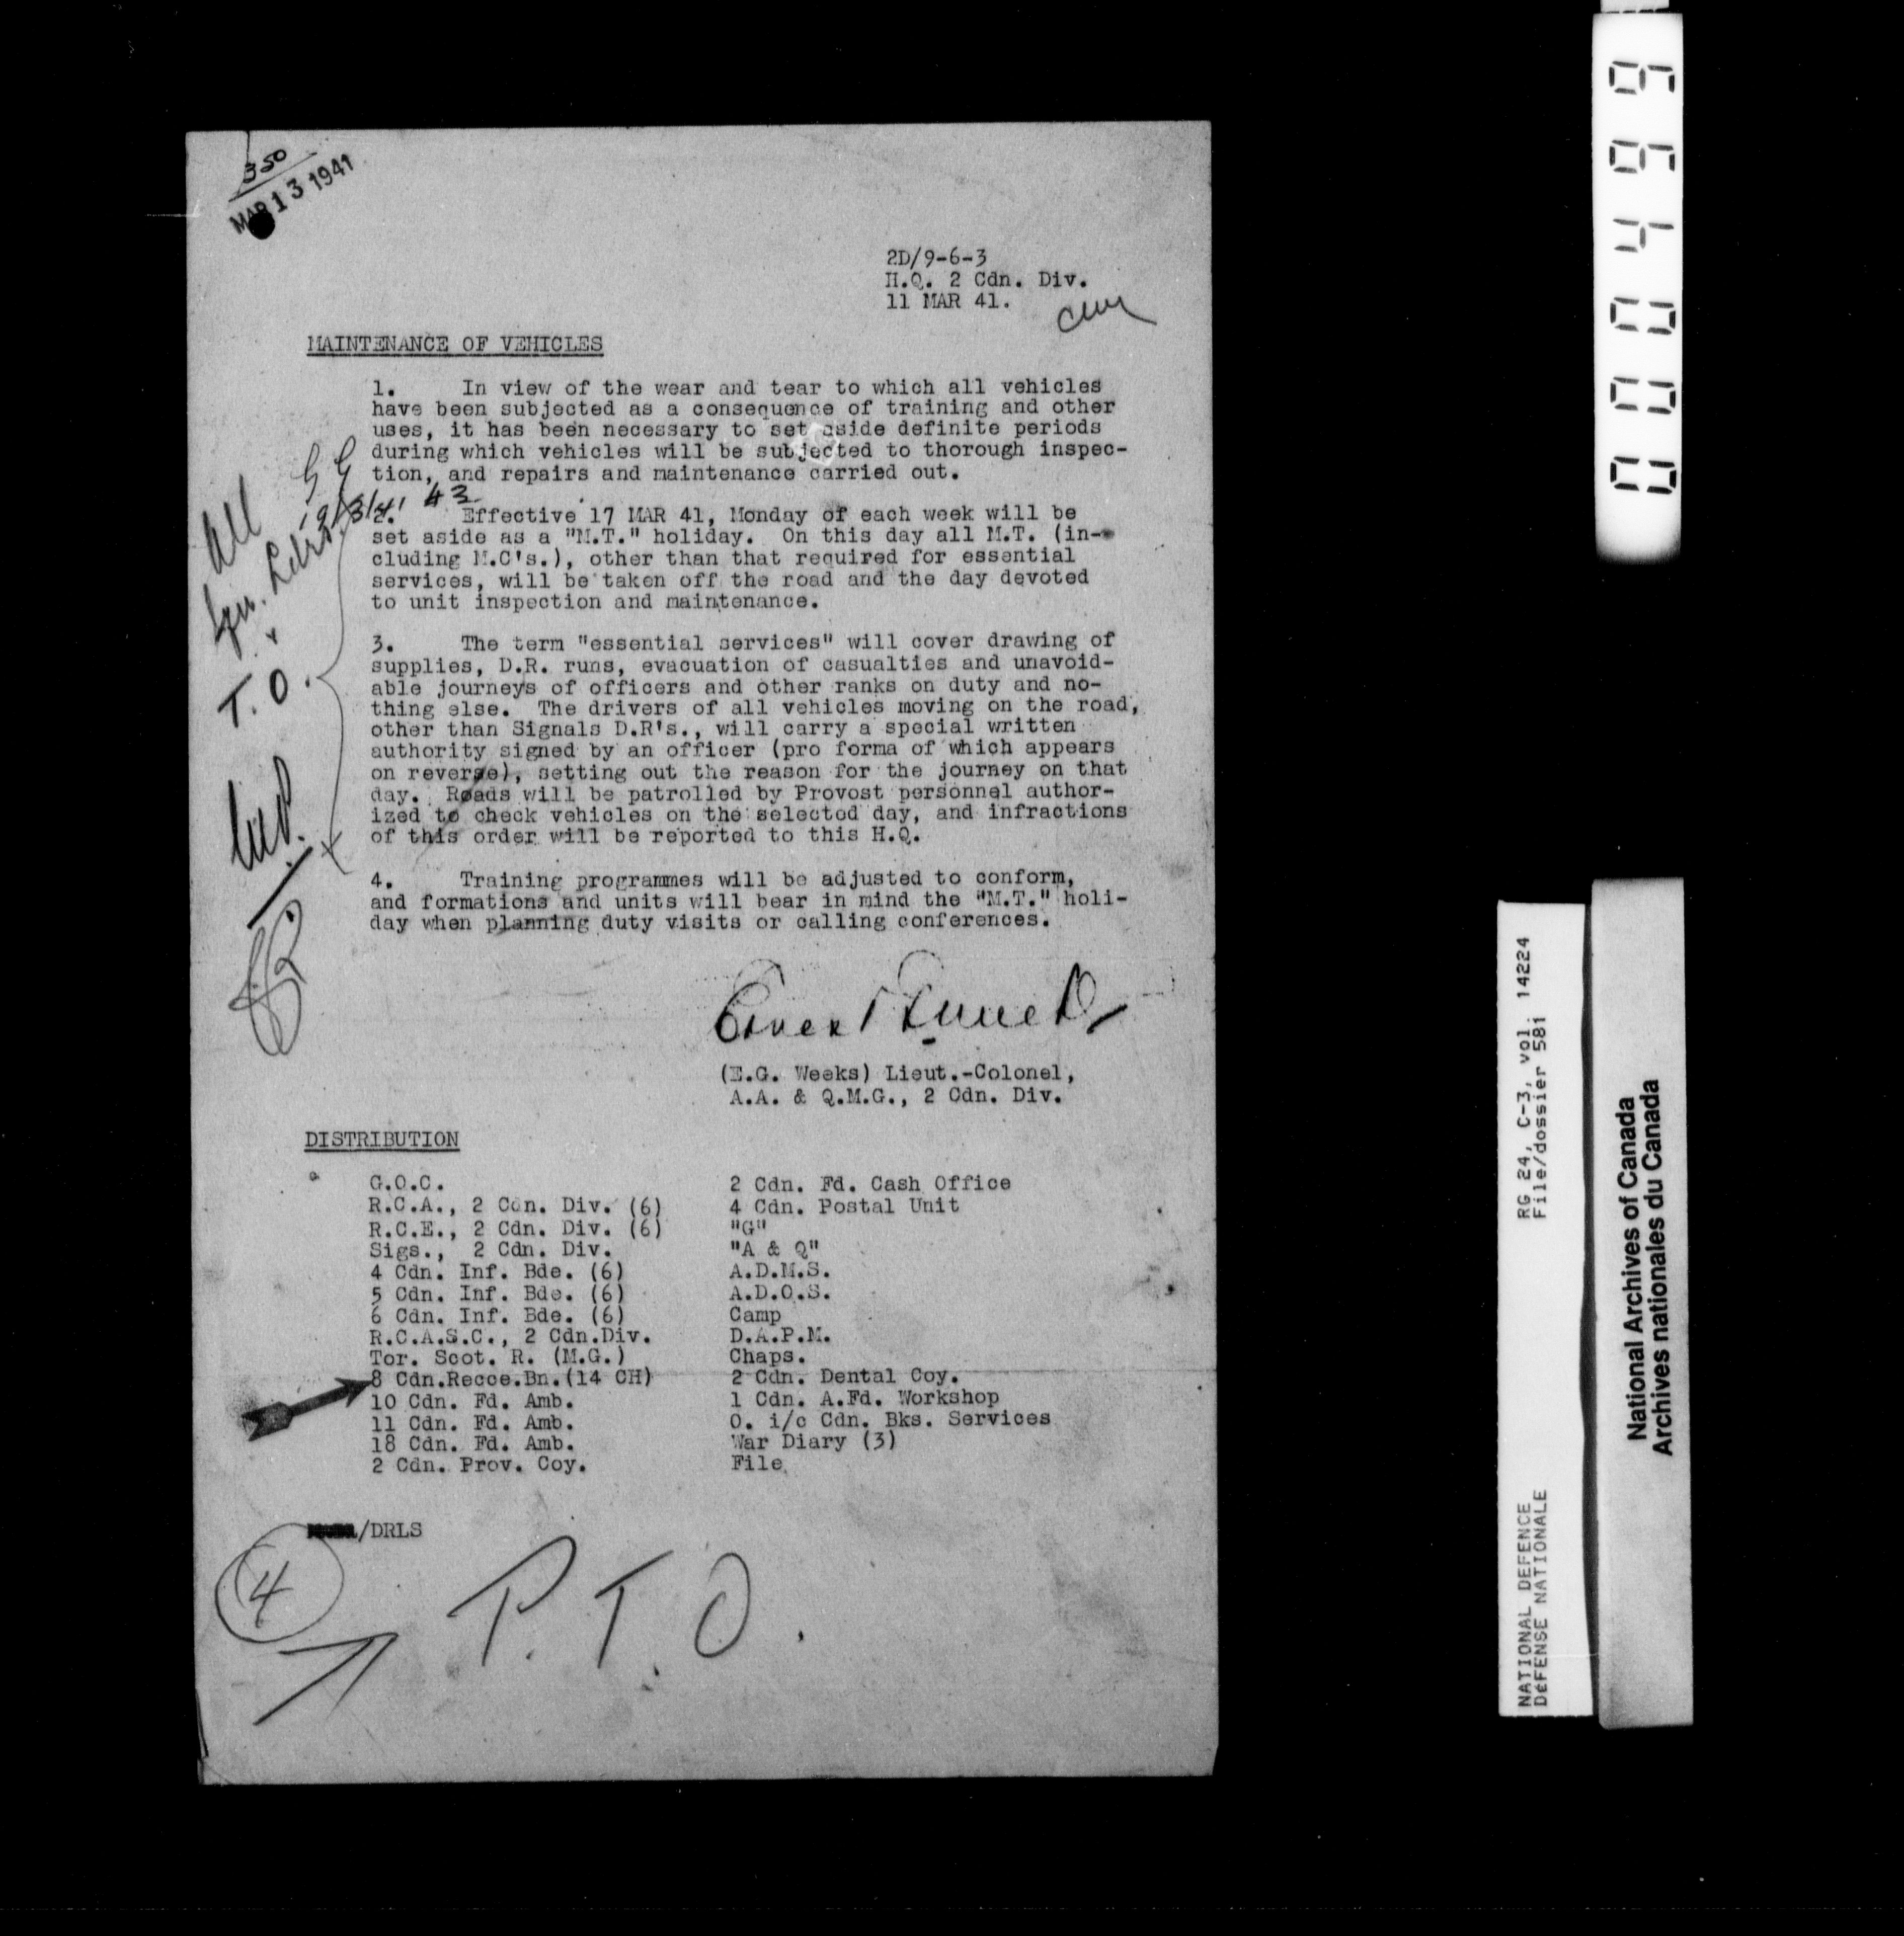 350
MAR 13 1941
2D/9-6-3
H.Q. 2 Cdn. Div.
11 MAR 41.
MAINTENANCE OF VEHICLES
1. In view of the wear and tear to which all vehicles
have been subjected as a consequence of training and other
uses, it has been necessary to set aside definite periods
during which vehicles will be subjected to thorough inspec-
tion, and repairs and maintenance carried out.
2. Effective 17 MAR 41, Monday of each week will be
set aside as a "M.T." holiday. On this day all M.T. (in-
cluding M.C's.), other than that required for essential
services, will be taken off the road and the day devoted
to unit inspection and maintenance.
3. The term "essential services" will cover drawing of
supplies, D.R. runs, evacuation of casualties and unavoid-
able journeys of officers and other ranks on duty and no-
thing else. The drivers of all vehicles moving on the road,
other than Signals D.R's., will carry a special written
authority signed by an officer (pro forma of which appears
on reverse), setting out the reason for the journey on that
day. Roads will be patrolled by Provost personnel author-
ized to check vehicles on the selected day, and infractions
of this order will be reported to this H.Q.
4. Training programmes will be adjusted to conform,
and formations and units will bear in mind the "M.T." holi-
day when planning duty visits or calling conferences.
All
T.O.
(E.G. Weeks) Lieut.-Colonel,
A.A. & Q.M.G., 2 Cdn. Div.
DISTRIBUTION
G.O.C.
R.C.A., 2 Cdn. Div. (6)
R.C.E., 2 Cdn. Div. (6)
Sigs., 2 Cdn. Div.
4 Cdn. Inf. Bde. (6)
5 Cdn. Inf. Bde. (6)
6 Cdn. Inf. Bde. (6)
R.C.A.S.C., 2 Cdn.Div.
Tor. Scot. R. (M.G.)
8 Cdn.Recce.Bn.(14 CH)
10 Cdn. Fd. Amb.
11 Cdn. Fd. Amb.
18 Cdn. Fd. Amb.
2 Cdn. Prov. Coy.
2 Cdn. Fd. Cash Office
4 Cdn. Postal Unit
"G"
"A & Q"
A.D.M.S.
A.D.O.S.
Camp
D.A.P.M.
Chaps.
2 Cdn. Dental Coy.
1 Cdn. A.Fd. Workshop
O. i/c Cdn. Bks. Services
War Diary (3)
File
/DRLS
4
P.T.O.
RG 24, C-3, vol. 14224
File/dossier 581
NATIONAL DEFENCE
DéFENSE NATIONALE
National Archives of Canada
Archives nationales du Canada